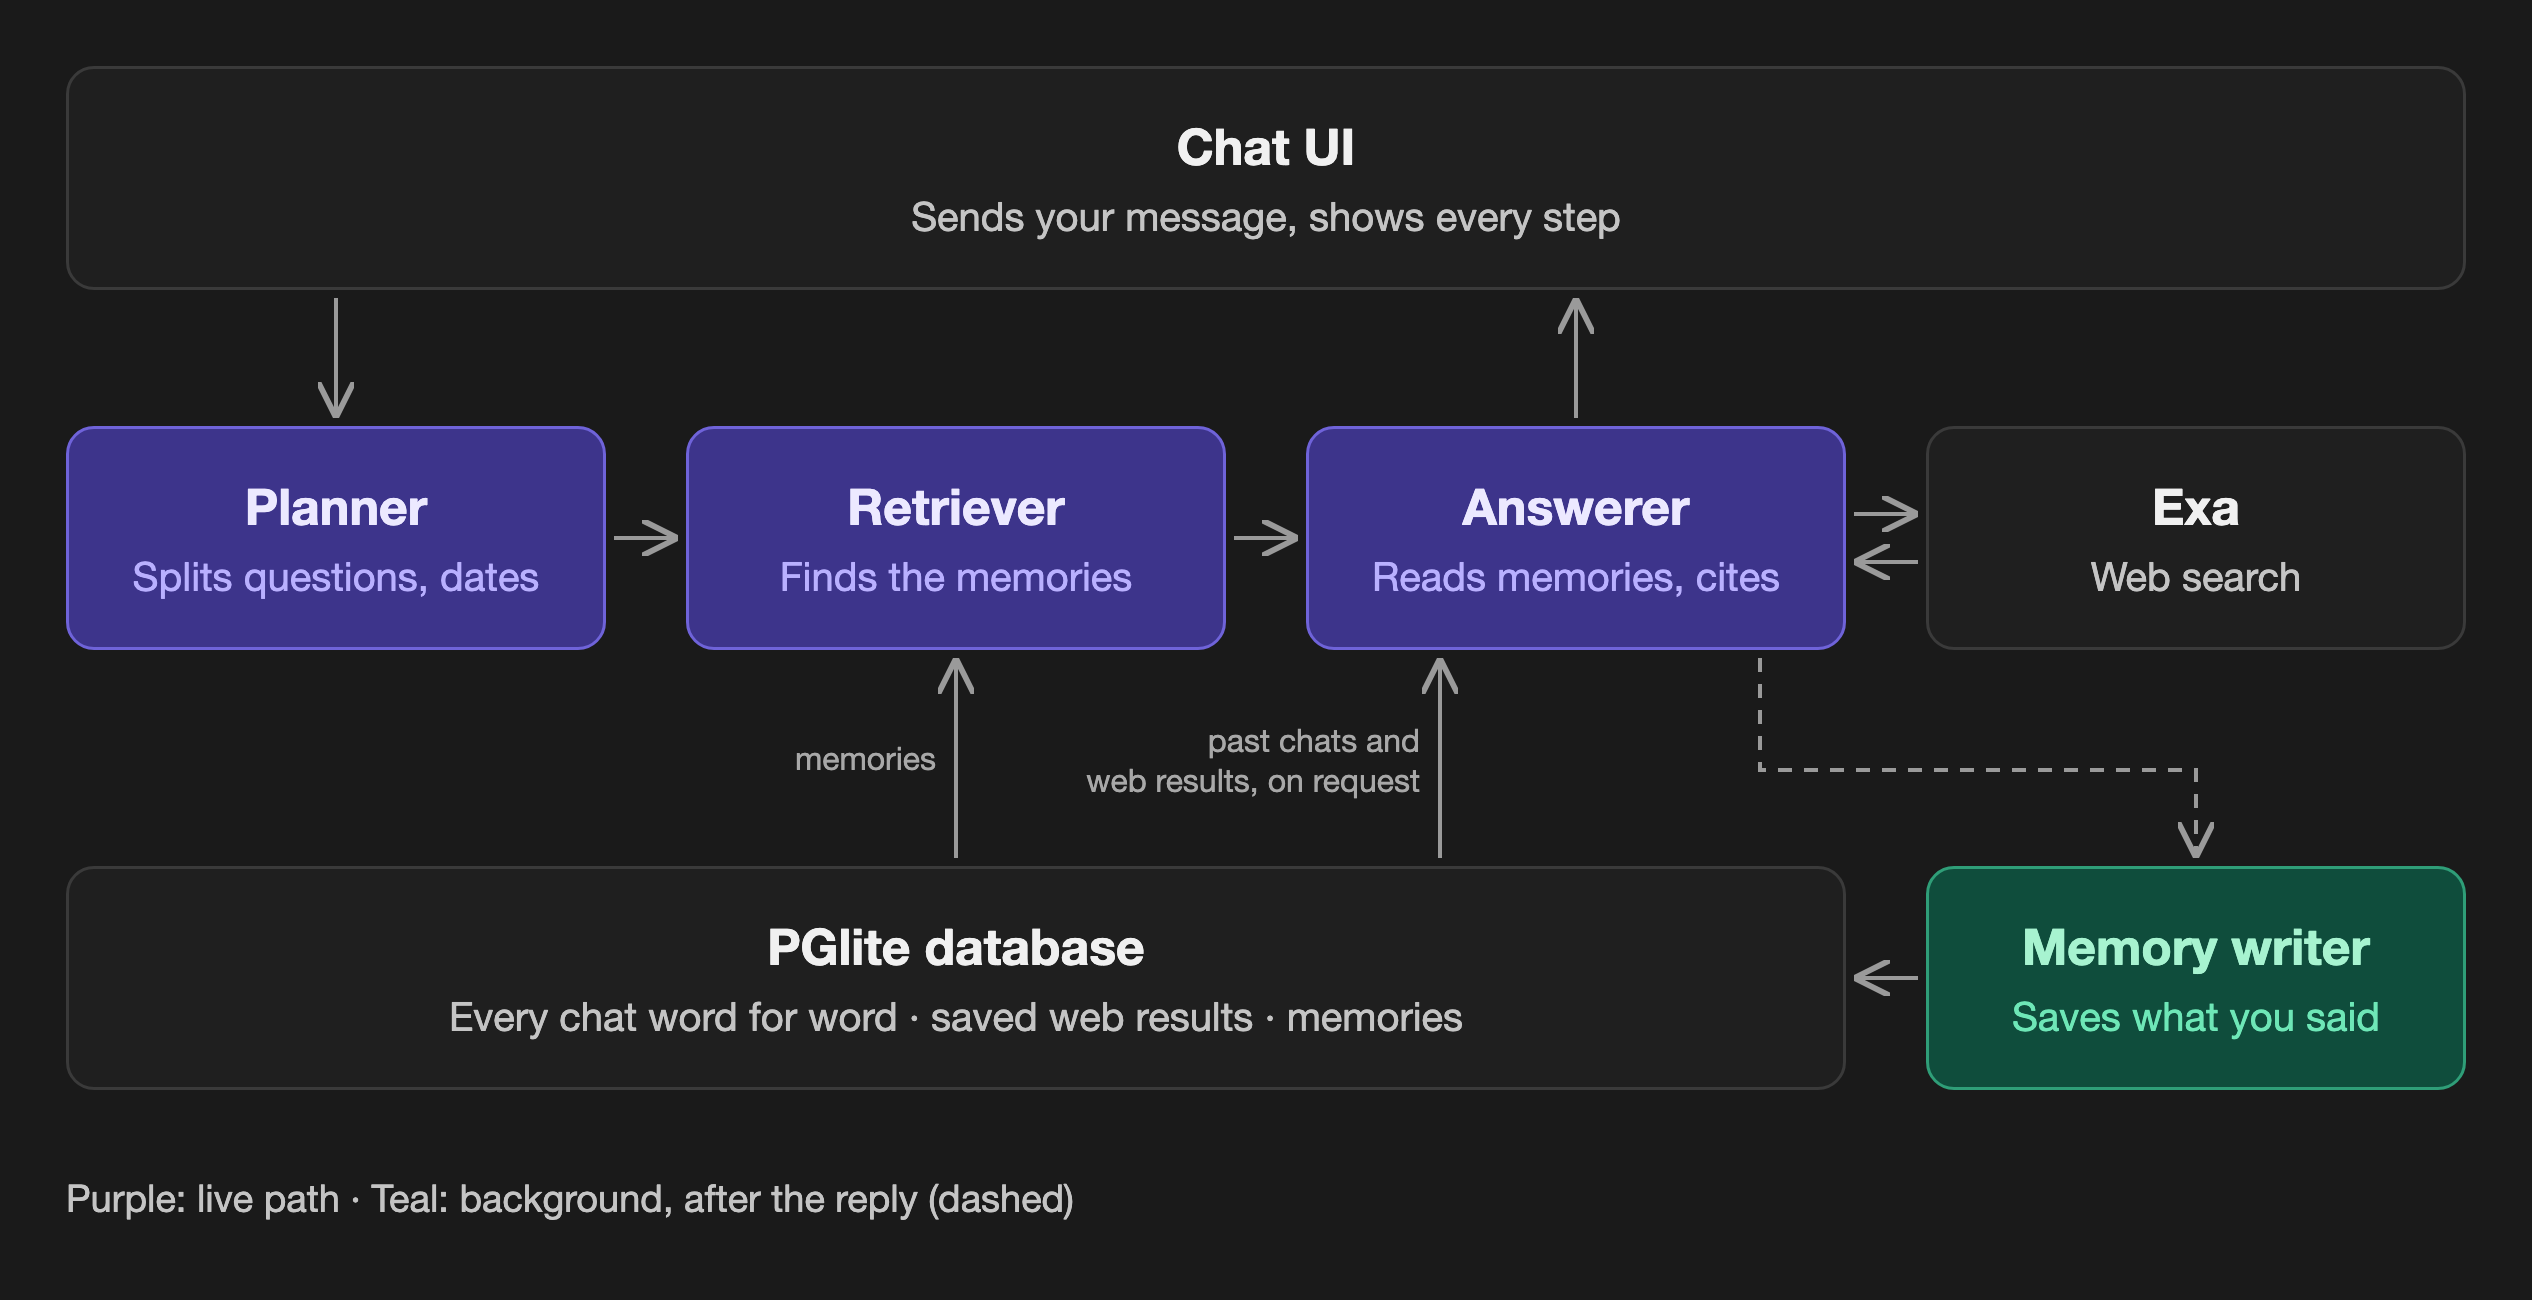 Chat UI
Sends your message, shows every step
Planner
Splits questions, dates
Retriever
Finds the memories
Answerer
Reads memories, cites
Exa
Web search
memories
past chats and
web results, on request
PGlite database
Every chat word for word · saved web results · memories
Memory writer
Saves what you said
Purple: live path · Teal: background, after the reply (dashed)